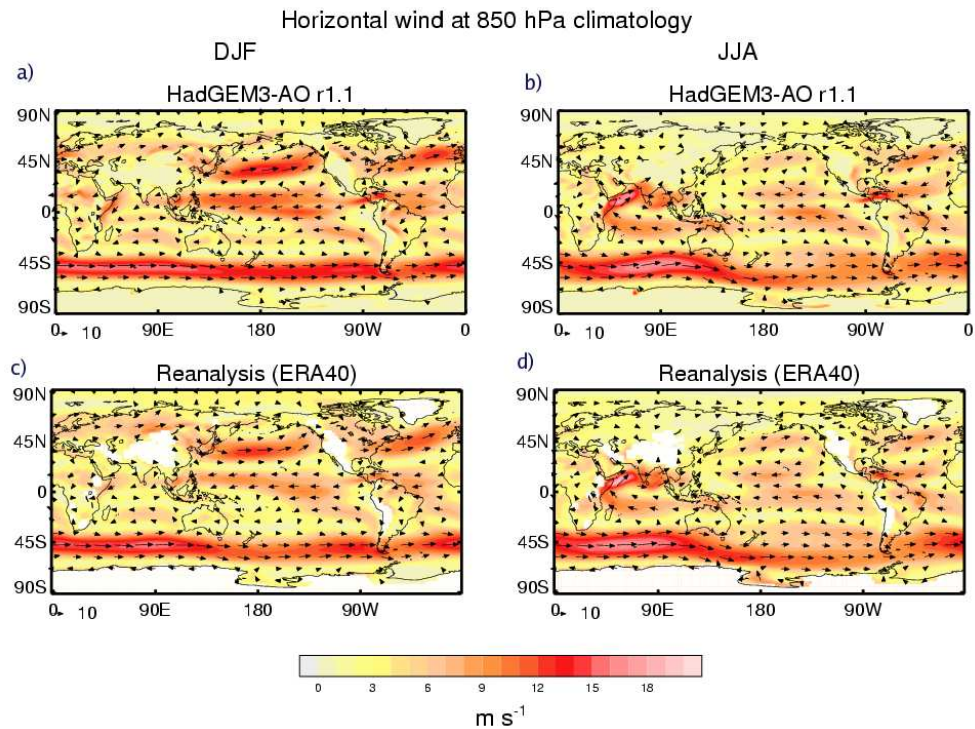 Horizontal wind at 850 hPa climatology
DJF
JJA
a)
b)
HadGEM3-AO r1.1
HadGEM3-AO r1.1
90N
45N
0
45S
90S
90N
45N
0
45S
90S
0 10 90E 180 90W 0
0 10 90E 180 90W 0
c)
d)
Reanalysis (ERA40)
Reanalysis (ERA40)
90N
45N
0
45S
90S
90N
45N
0
45S
90S
0 10 90E 180 90W
0 10 90E 180 90W
0 3 6 9 12 15 18
m s⁻¹